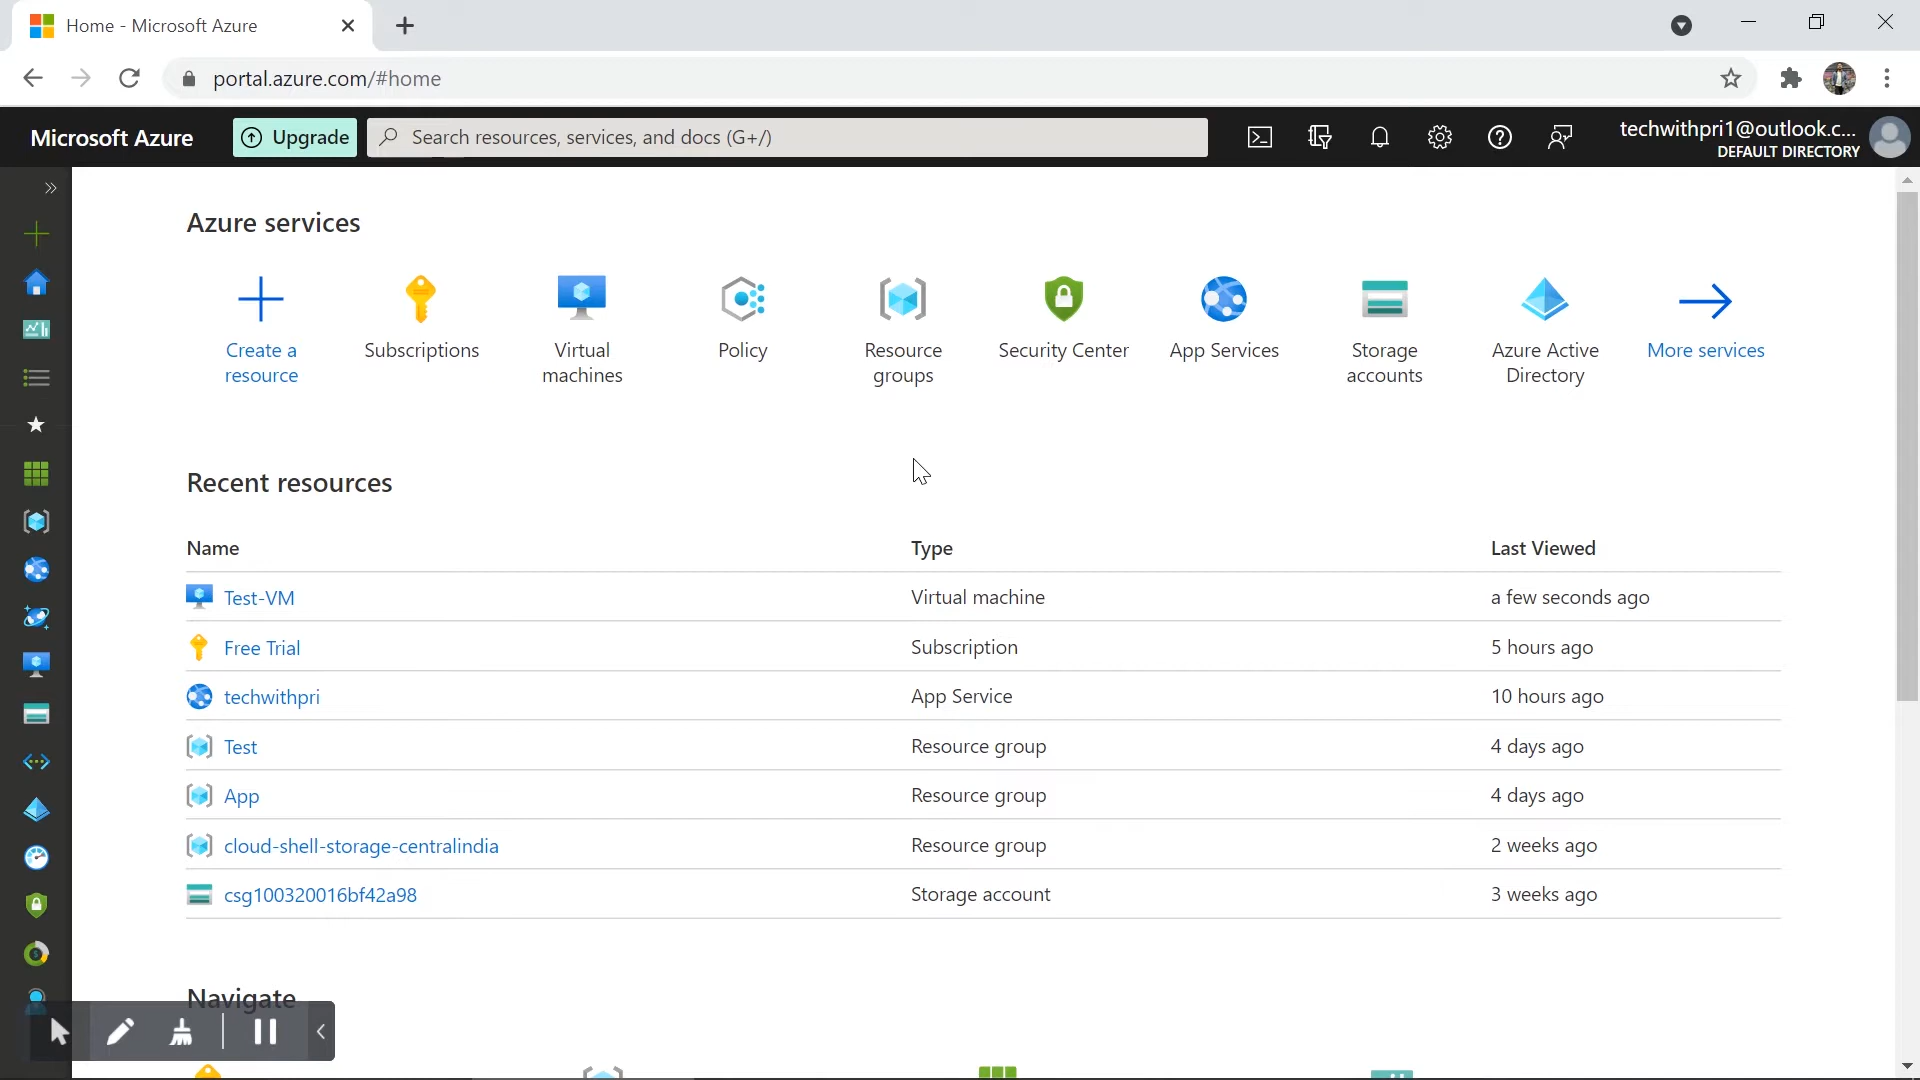 Home - Microsoft Azure
portal.azure.com/#home
Microsoft Azure
Upgrade
Search resources, services, and docs (G+/)
techwithpri1@outlook.c...
DEFAULT DIRECTORY
Azure services
Create a
resource
Subscriptions
Virtual
machines
Policy
Resource
groups
Security Center
App Services
Storage
accounts
Azure Active
Directory
More services
Recent resources
Name Type Last Viewed
Test-VM Virtual machine a few seconds ago
Free Trial Subscription 5 hours ago
techwithpri App Service 10 hours ago
Test Resource group 4 days ago
App Resource group 4 days ago
cloud-shell-storage-centralindia Resource group 2 weeks ago
csg100320016bf42a98 Storage account 3 weeks ago
Navigate